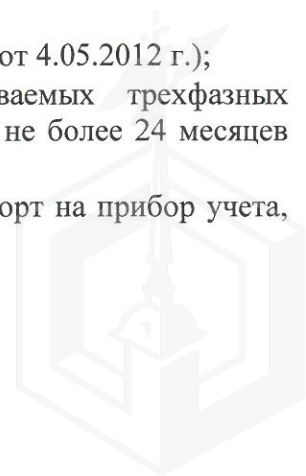 от 4.05.2012 г.);
ваемых трехфазных
не более 24 месяцев
орт на прибор учета,